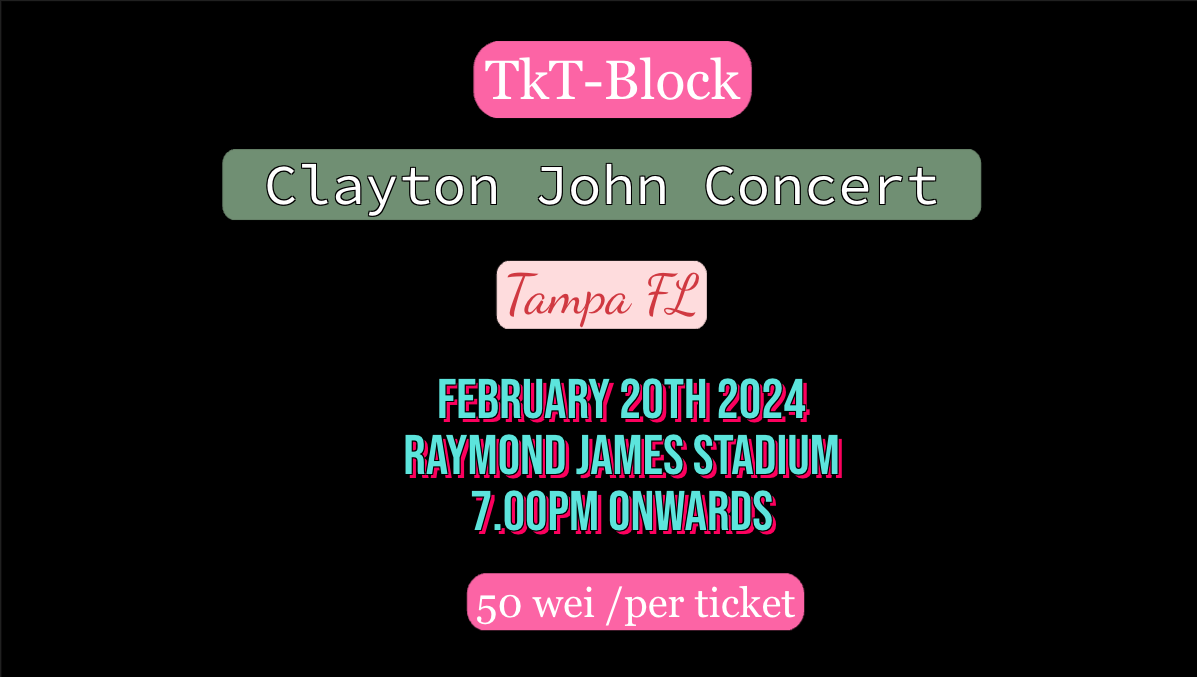 TkT-Block
Clayton John Concert
Tampa FL
FEBRUARY 20TH 2024
RAYMOND JAMES STADIUM
7.00PM ONWARDS
50 wei /per ticket